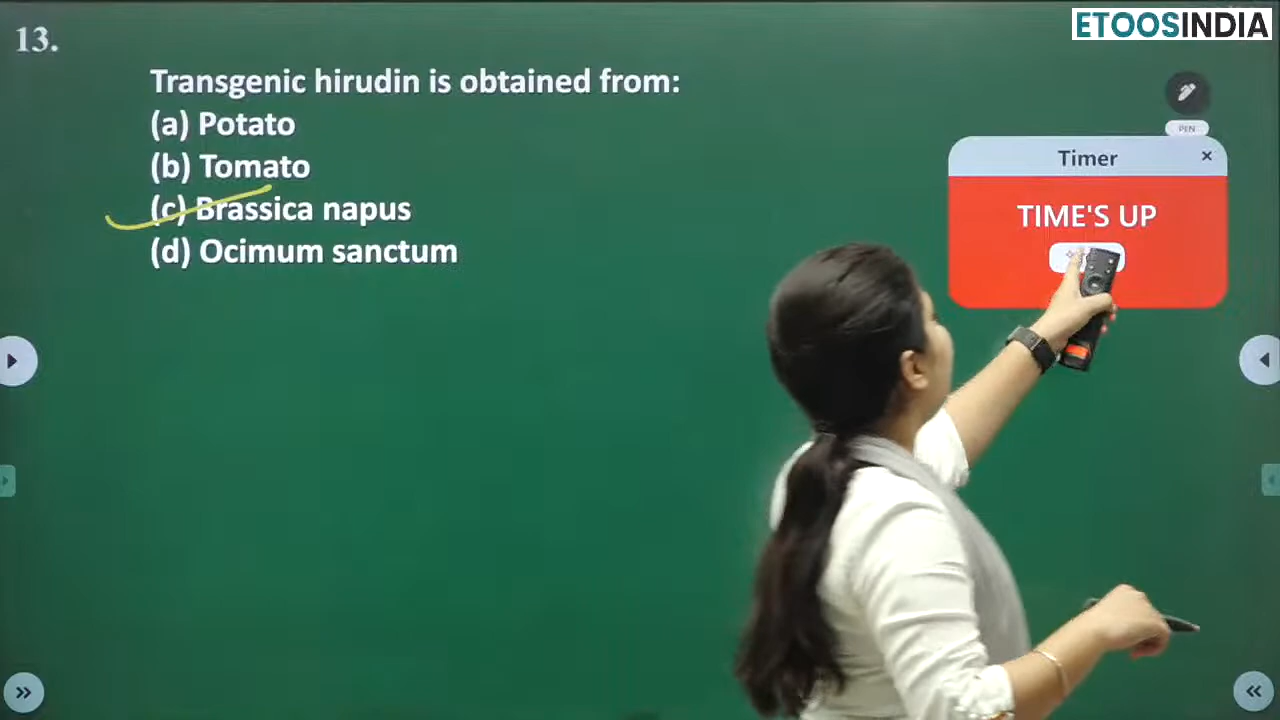 ETOOSINDIA
13.
Transgenic hirudin is obtained from:
(a) Potato
(b) Tomato
(c) Brassica napus
(d) Ocimum sanctum
PEN
Timer
×
TIME'S UP